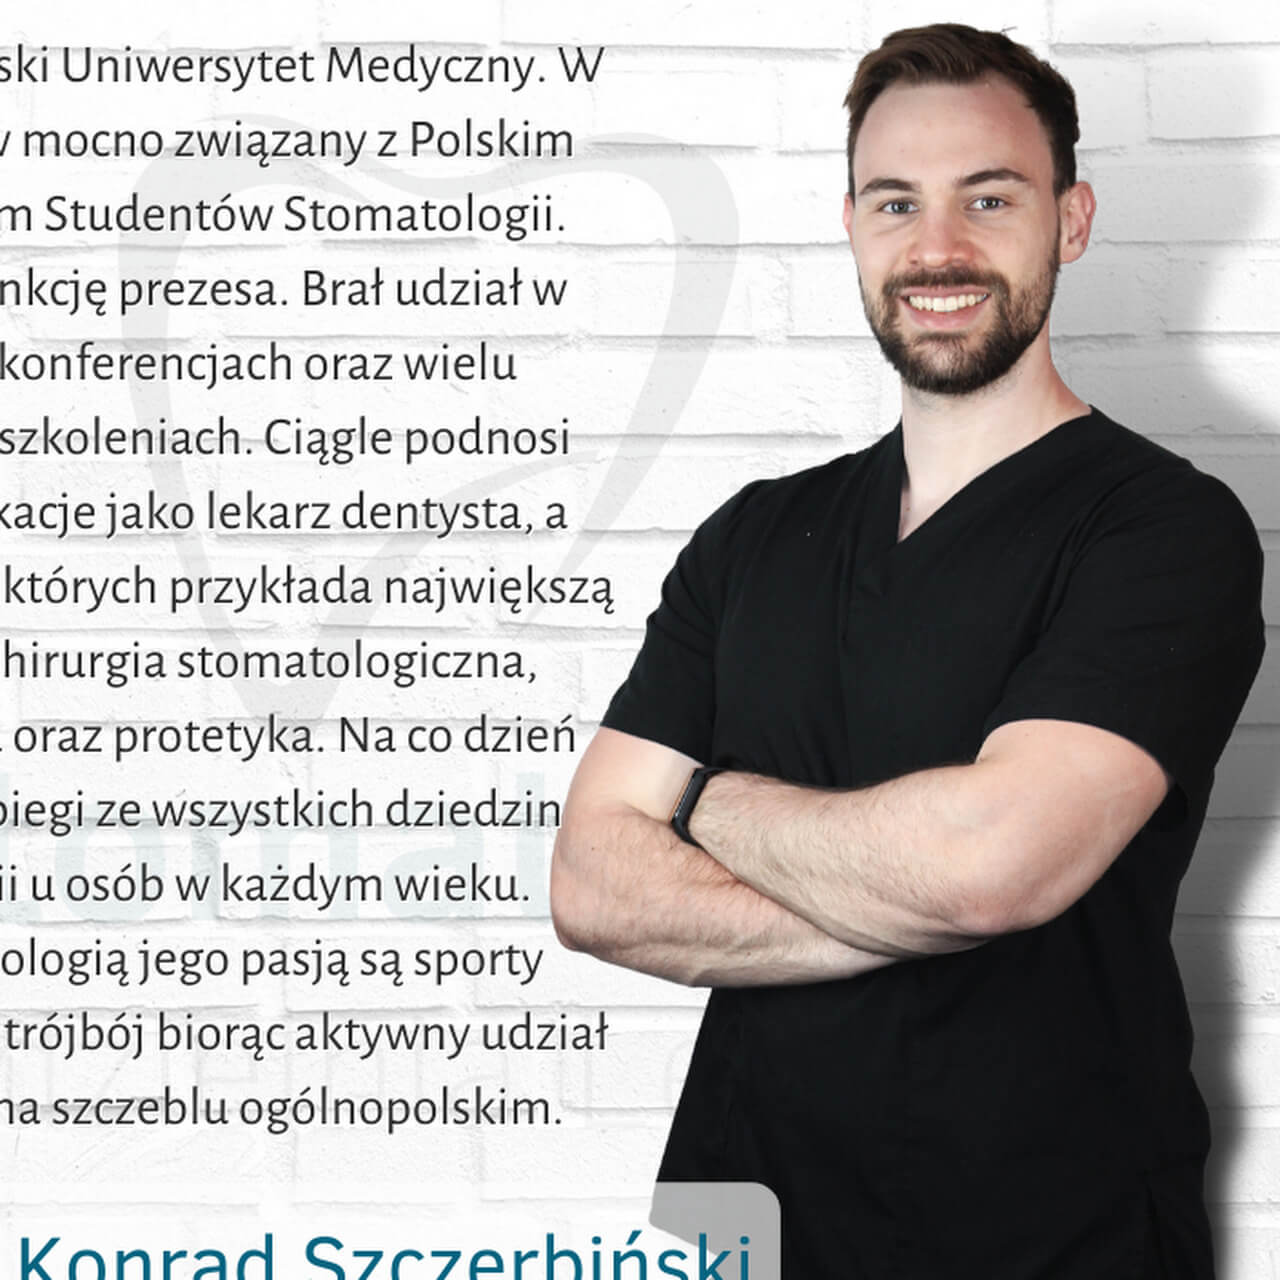 ski Uniwersytet Medyczny. W
w mocno związany z Polskim
m Studentów Stomatologii.
nkcję prezesa. Brał udział w
konferencjach oraz wielu
szkoleniach. Ciągle podnosi
kacje jako lekarz dentysta, a
których przykłada największą
hirurgia stomatologiczna,
oraz protetyka. Na co dzień
biegi ze wszystkich dziedzin
ii u osób w każdym wieku.
ologią jego pasją są sporty
trójbój biorąc aktywny udział
na szczeblu ogólnopolskim.
Konrad Szczerbiński